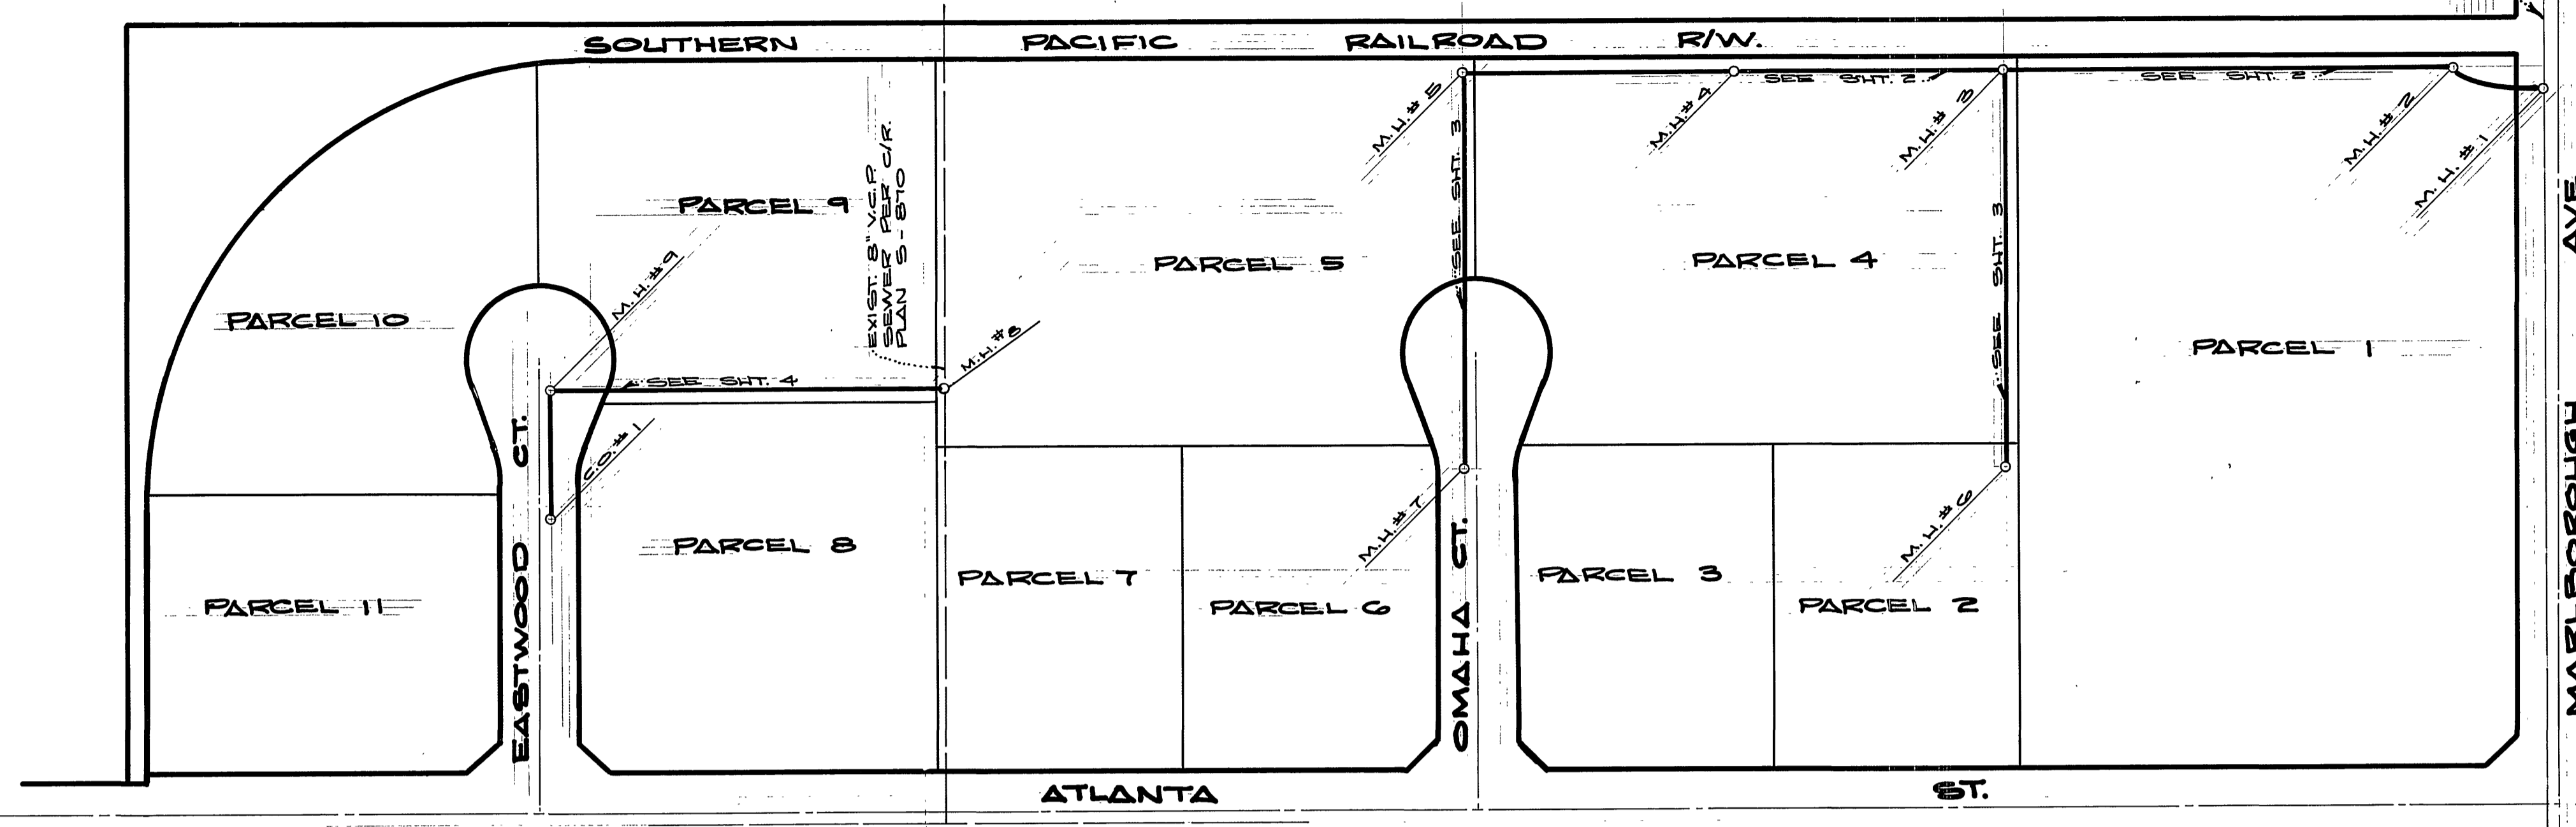 SOUTHERN PACIFIC RAILROAD R/W.
SEE SHT. 2
SEE SHT. 2
M.H. # 5
M.H. # 4
M.H. # 3
M.H. # 2
M.H. # 1
SEE SHT. 3
SEE SHT. 3
EXIST. 8" V.C.P.
SEWER PER C/R.
PLAN S-870
PARCEL 9
PARCEL 5
PARCEL 4
PARCEL 1
PARCEL 10
M.H. # 9
M.H. # 8
SEE SHT. 4
C.O. # 1
M.H. # 7
M.H. # 6
PARCEL 8
PARCEL 7
PARCEL 6
PARCEL 3
PARCEL 2
PARCEL 11
EASTWOOD CT.
OMAHA CT.
MARLBOROUGH AVE
ATLANTA ST.